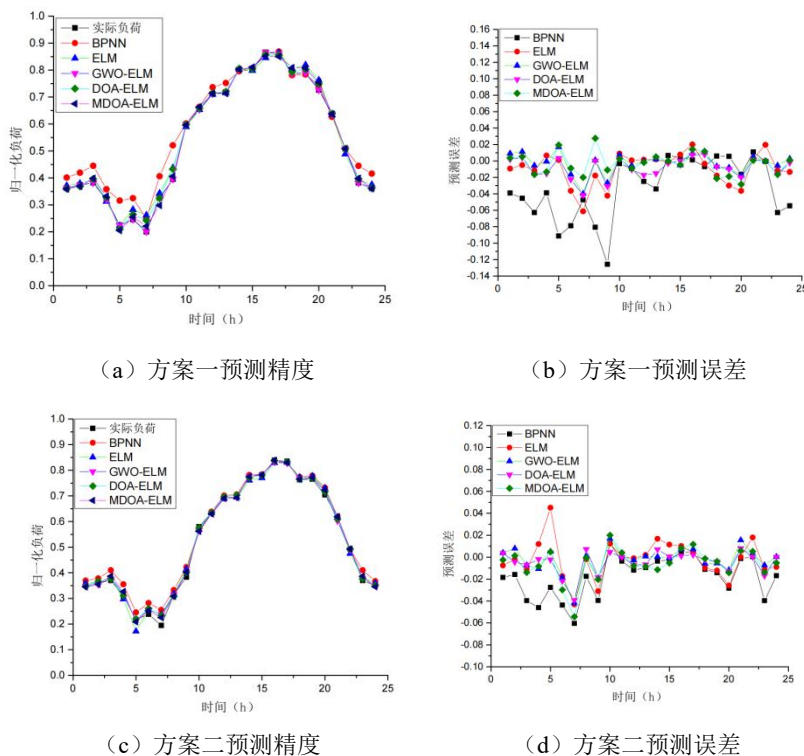 实际负荷
BPNN
ELM
GWO-ELM
DOA-ELM
MDOA-ELM
归一化负荷
1.0
0.9
0.8
0.7
0.6
0.5
0.4
0.3
0.2
0.1
0.0
0 5 10 15 20 25
时间（h）
（a）方案一预测精度
BPNN
ELM
GWO-ELM
DOA-ELM
MDOA-ELM
预测误差
0.16
0.14
0.12
0.10
0.08
0.06
0.04
0.02
0.00
-0.02
-0.04
-0.06
-0.08
-0.10
-0.12
-0.14
0 5 10 15 20 25
时间（h）
（b）方案一预测误差
实际负荷
BPNN
ELM
GWO-ELM
DOA-ELM
MDOA-ELM
归一化负荷
1.0
0.9
0.8
0.7
0.6
0.5
0.4
0.3
0.2
0.1
0.0
0 5 10 15 20 25
时间（h）
（c）方案二预测精度
BPNN
ELM
GWO-ELM
DOA-ELM
MDOA-ELM
预测误差
0.12
0.10
0.08
0.06
0.04
0.02
0.00
-0.02
-0.04
-0.06
-0.08
-0.10
0 5 10 15 20 25
时间（h）
（d）方案二预测误差